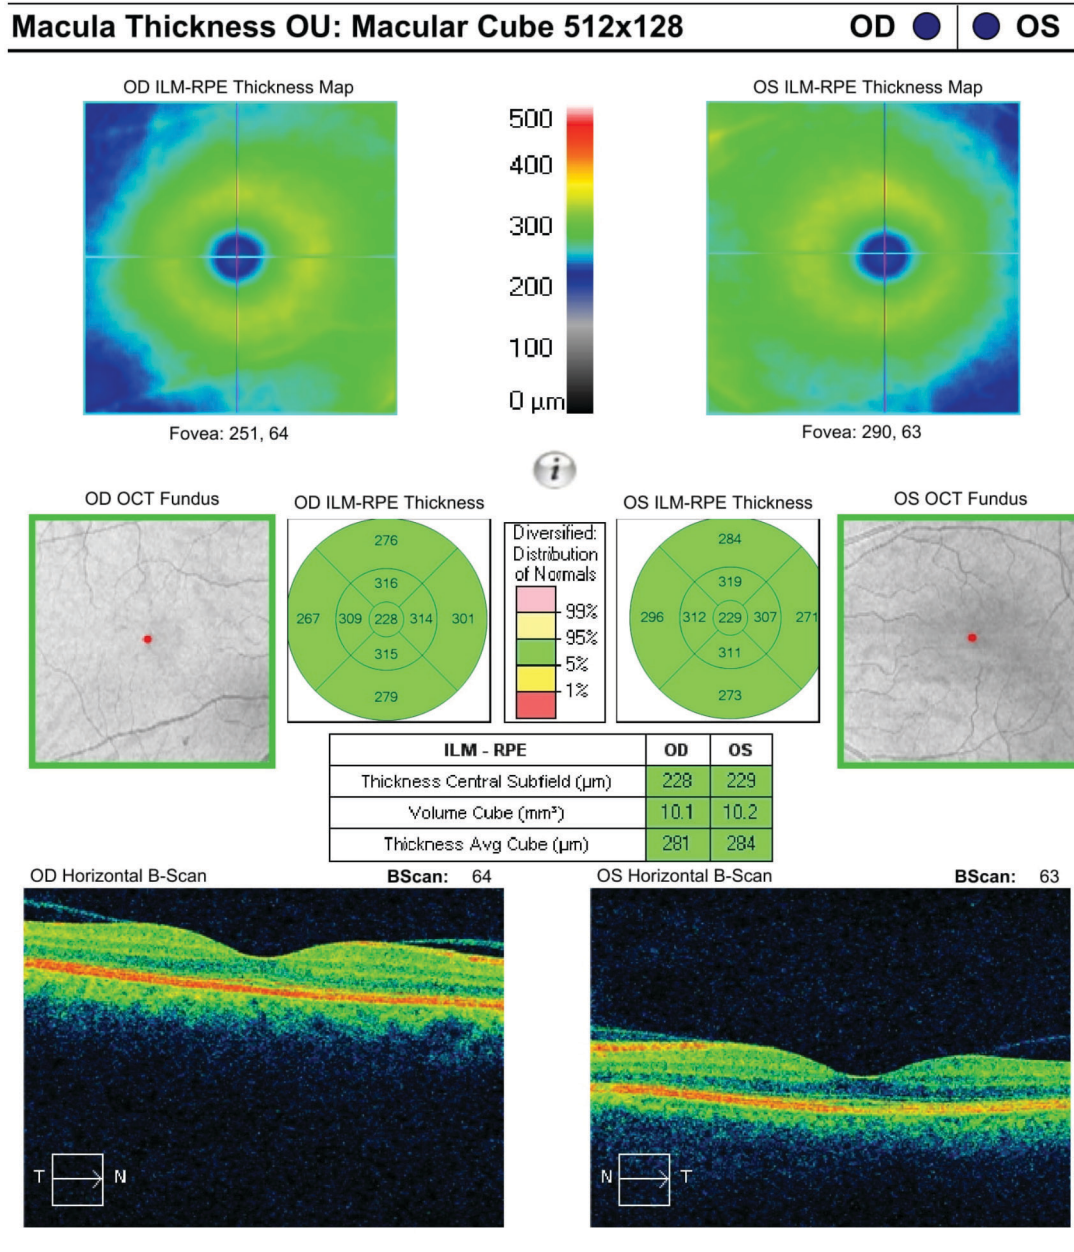 Macula Thickness OU: Macular Cube 512x128 OD OS
OD ILM-RPE Thickness Map
OS ILM-RPE Thickness Map
500
400
300
200
100
0 µm
Fovea: 251, 64
Fovea: 290, 63
i
OD OCT Fundus
OD ILM-RPE Thickness
OS ILM-RPE Thickness
OS OCT Fundus
276
316
267 309 228 314 301
315
279
Diversified:
Distribution
of Normals
99%
95%
5%
1%
284
319
296 312 229 307 271
311
273
ILM - RPE OD OS
Thickness Central Subfield (µm) 228 229
Volume Cube (mm³) 10.1 10.2
Thickness Avg Cube (µm) 281 284
OD Horizontal B-Scan BScan: 64
OS Horizontal B-Scan BScan: 63
T N
N T